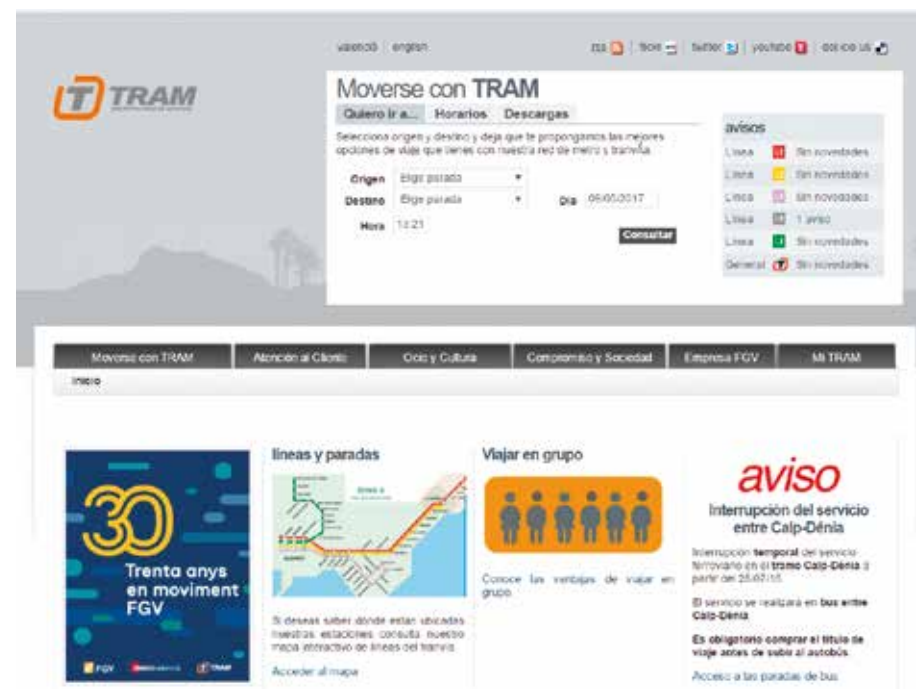 valencià | english
rss | flickr | twitter | youtube | del.icio.us
TRAM
Moverse con TRAM
Quiero ir a... Horarios Descargas
Selecciona origen y destino y deja que te propongamos las mejores
opciones de viaje que tienes con nuestra red de metro y tranvía.
Origen Elige parada
Destino Elige parada
Día 2017
Hora
Consultar
avisos
Línea Sin novedades
Línea Sin novedades
Línea Sin novedades
Línea 1 aviso
Línea Sin novedades
General Sin novedades
Moverse con TRAM Atención al Cliente Ocio y Cultura Compromiso y Sociedad Empresa FGV Mi TRAM
Inicio
30
Trenta anys
en moviment
FGV
FGV TRAM
líneas y paradas
Si deseas saber dónde están ubicadas
nuestras estaciones consulta nuestro
mapa interactivo de líneas del tranvía.
Acceder al mapa
Viajar en grupo
Conoce las ventajas de viajar en
grupo.
aviso
Interrupción del servicio
entre Calp-Dénia
Interrupción temporal del servicio
ferroviario en el tramo Calp-Dénia a
partir del
El servicio se realizará en bus entre
Calp-Dénia
Es obligatorio comprar el título de
viaje antes de subir al autobús.
Acceso a las paradas de bus